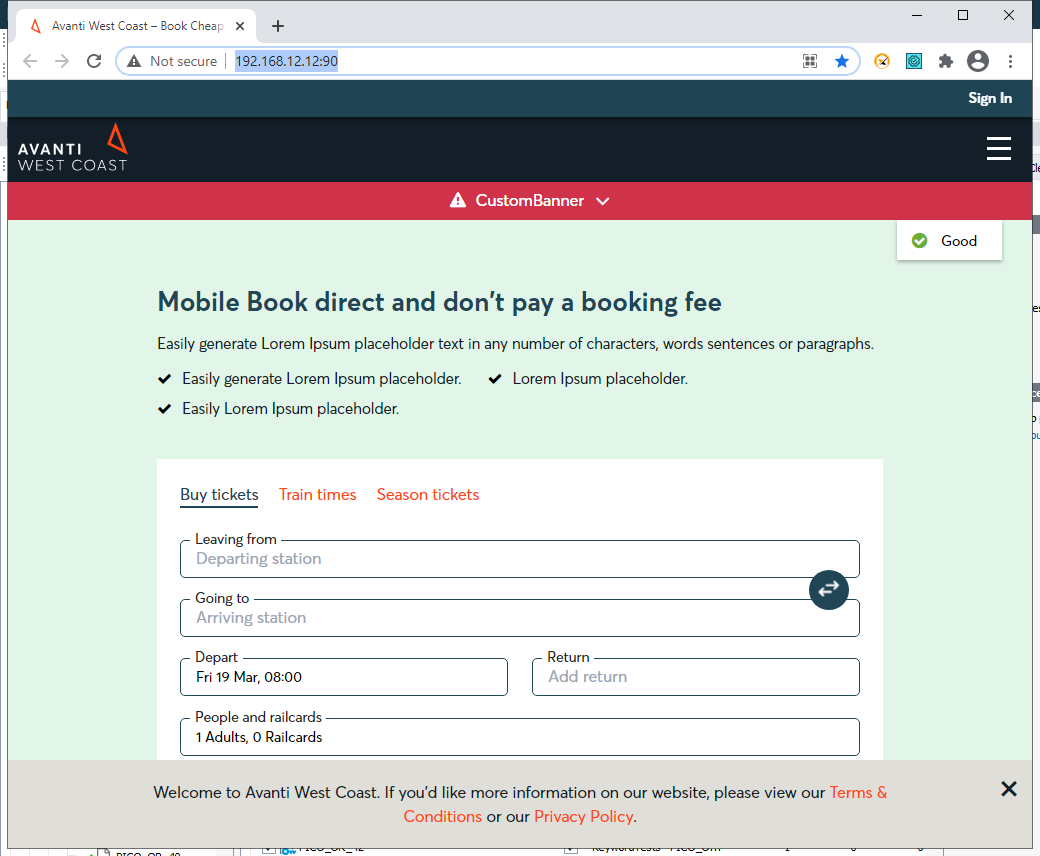 Avanti West Coast – Book Cheap
Not secure
192.168.12.12:90
Sign In
AVANTI
WEST COAST
CustomBanner
Good
Mobile Book direct and don't pay a booking fee
Easily generate Lorem Ipsum placeholder text in any number of characters, words sentences or paragraphs.
Easily generate Lorem Ipsum placeholder. Lorem Ipsum placeholder.
Easily Lorem Ipsum placeholder.
Buy tickets Train times Season tickets
Leaving from
Departing station
Going to
Arriving station
Depart Return
Fri 19 Mar, 08:00 Add return
People and railcards
1 Adults, 0 Railcards
Welcome to Avanti West Coast. If you'd like more information on our website, please view our Terms &
Conditions or our Privacy Policy.